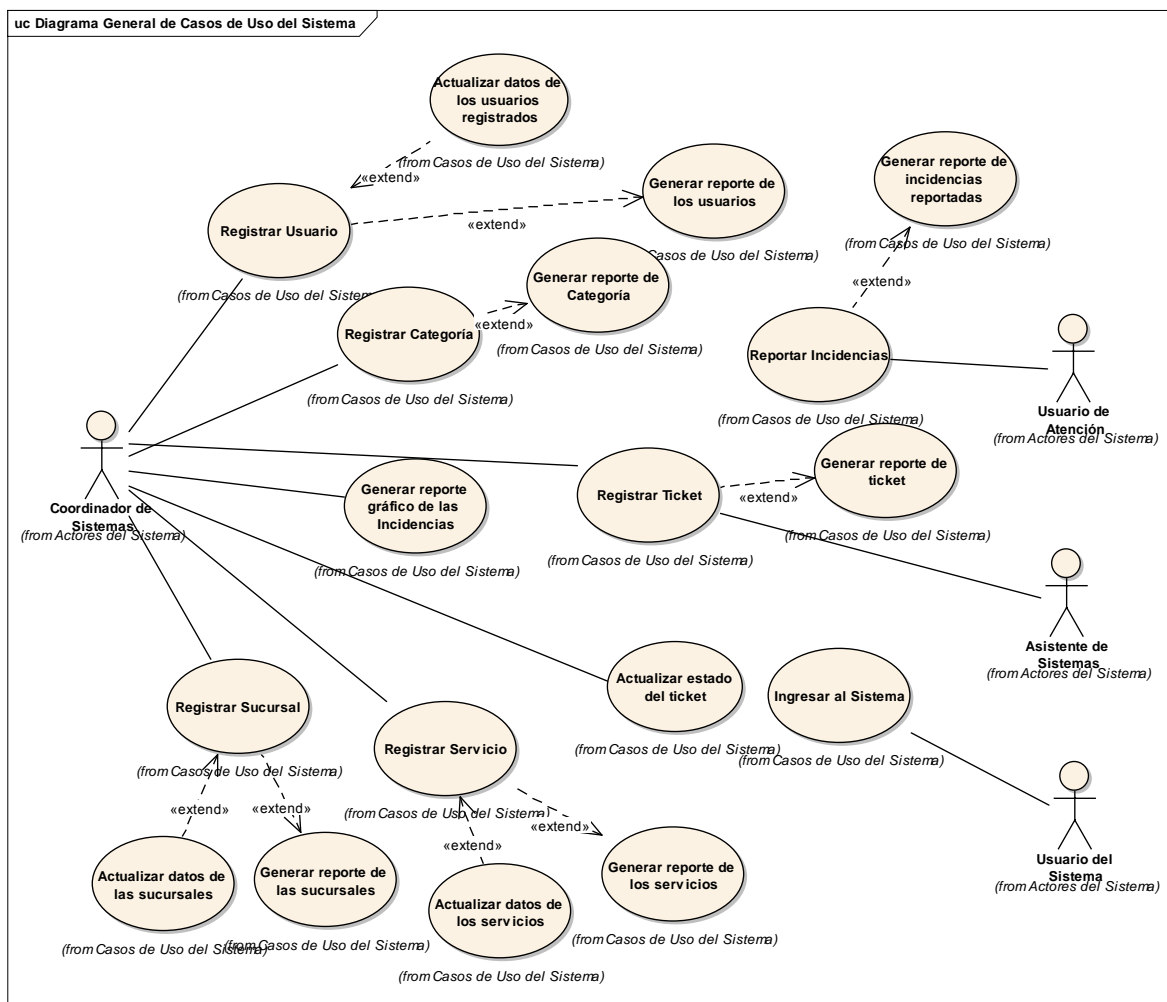 uc Diagrama General de Casos de Uso del Sistema
Actualizar datos de
los usuarios
registrados
(from Casos de Uso del Sistema)
«extend»
Generar reporte de
los usuarios
Casos de Uso del Sistema)
Generar reporte de
incidencias
reportadas
(from Casos de Uso del Sistema)
Registrar Usuario
(from Casos de Uso del Sistema)
«extend»
Generar reporte de
Categoría
(from Casos de Uso del Sistema)
«extend»
Registrar Categoría
(from Casos de Uso del Sistema)
«extend»
Reportar Incidencias
(from Casos de Uso del Sistema)
Usuario de
Atención
(from Actores del Sistema)
Coordinador de
Sistemas
(from Actores del Sistema)
Generar reporte
gráfico de las
Incidencias
(from Casos de Uso del Sistema)
Registrar Ticket
(from Casos de Uso del Sistema)
«extend»
Generar reporte de
ticket
(from Casos de Uso del Sistema)
Asistente de
Sistemas
(from Actores del Sistema)
Registrar Sucursal
(from Casos de Uso del Sistema)
Registrar Servicio
(from Casos de Uso del Sistema)
Actualizar estado
del ticket
(from Casos de Uso del Sistema)
Ingresar al Sistema
(from Casos de Uso del Sistema)
Usuario del
Sistema
(from Actores del Sistema)
«extend»
«extend»
«extend»
«extend»
Actualizar datos de
las sucursales
(from Casos de Uso del Sistema)
Generar reporte de
las sucursales
(from Casos de Uso del Sistema)
Actualizar datos de
los servicios
(from Casos de Uso del Sistema)
Generar reporte de
los servicios
(from Casos de Uso del Sistema)